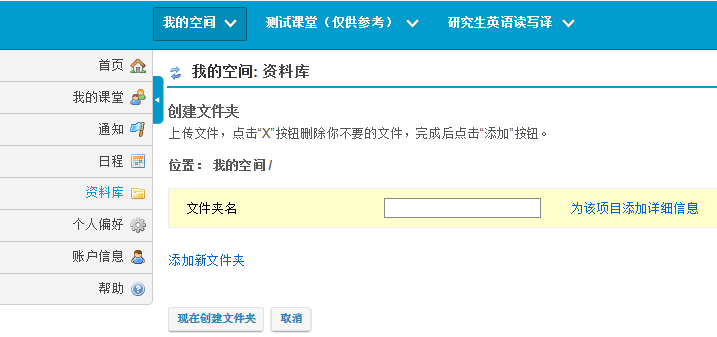 我的空间 测试课堂（仅供参考） 研究生英语读写译
首页
我的课堂
通知
日程
资料库
个人偏好
账户信息
帮助
我的空间: 资料库
创建文件夹
上传文件，点击“X”按钮删除你不要的文件，完成后点击“添加”按钮。
位置： 我的空间 /
文件夹名 为该项目添加详细信息
添加新文件夹
现在创建文件夹 取消